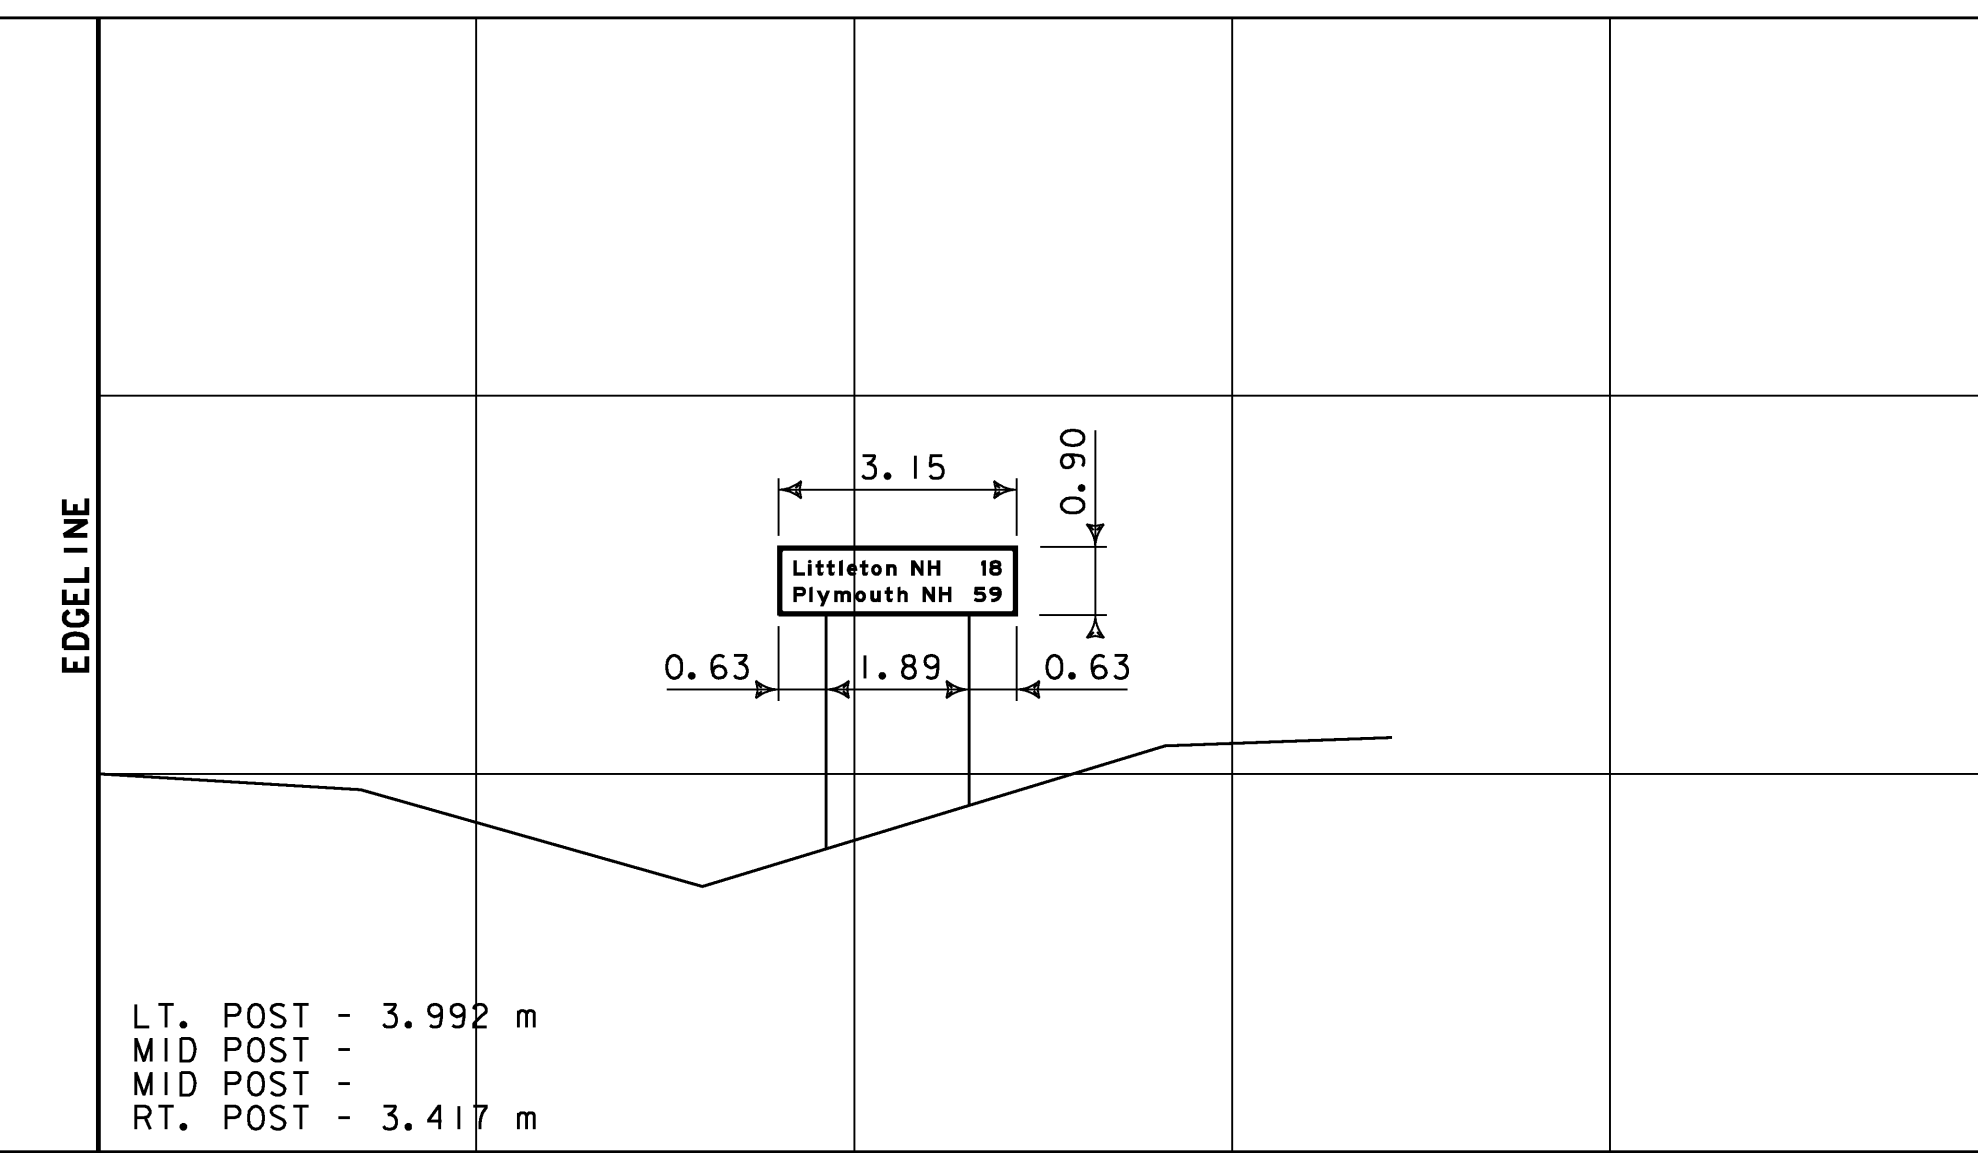 3.15
0.90
EDGELINE
Littleton NH 18
Plymouth NH 59
0.63 1.89 0.63
LT. POST - 3.992 m
MID POST -
MID POST -
RT. POST - 3.417 m